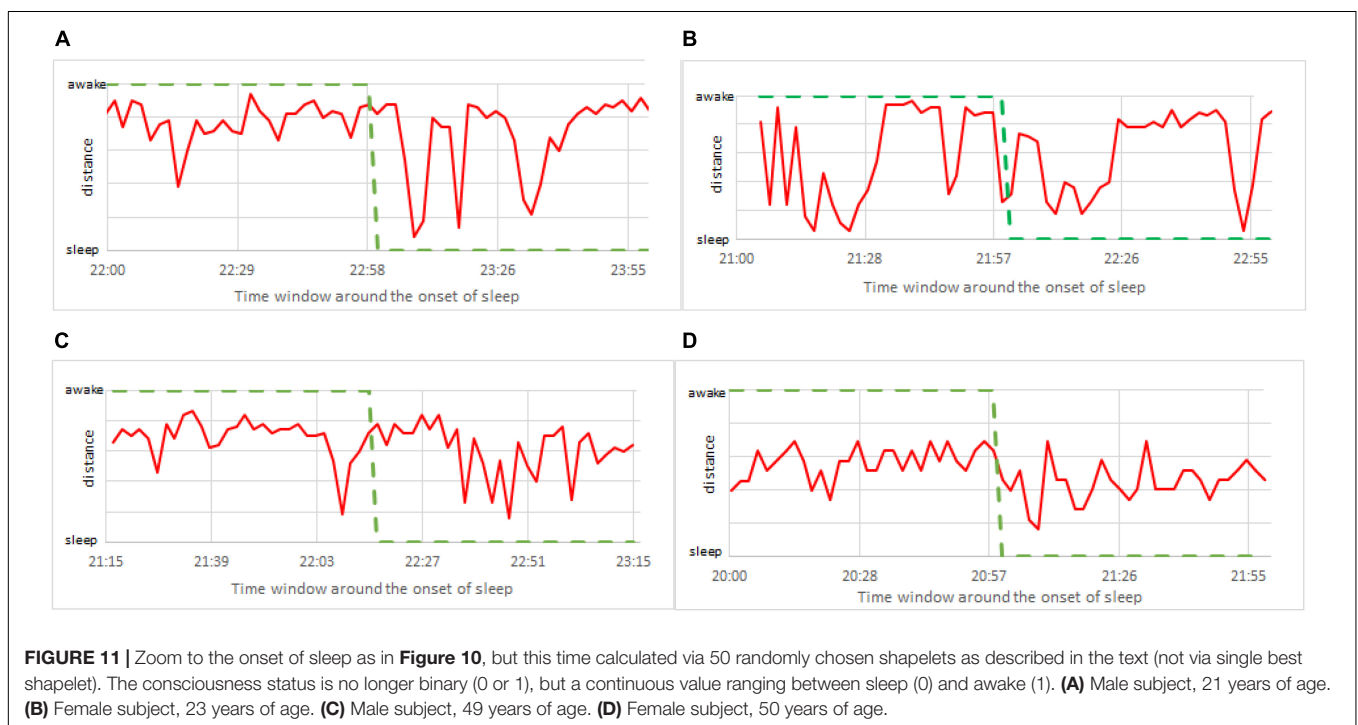 A
awake
distance
sleep
22:00 22:29 22:58 23:26 23:55
Time window around the onset of sleep
B
awake
distance
sleep
21:00 21:28 21:57 22:26 22:55
Time window around the onset of sleep
C
awake
distance
sleep
21:15 21:39 22:03 22:27 22:51 23:15
Time window around the onset of sleep
D
awake
distance
sleep
20:00 20:28 20:57 21:26 21:55
Time window around the onset of sleep
FIGURE 11 | Zoom to the onset of sleep as in Figure 10, but this time calculated via 50 randomly chosen shapelets as described in the text (not via single best
shapelet). The consciousness status is no longer binary (0 or 1), but a continuous value ranging between sleep (0) and awake (1). (A) Male subject, 21 years of age.
(B) Female subject, 23 years of age. (C) Male subject, 49 years of age. (D) Female subject, 50 years of age.